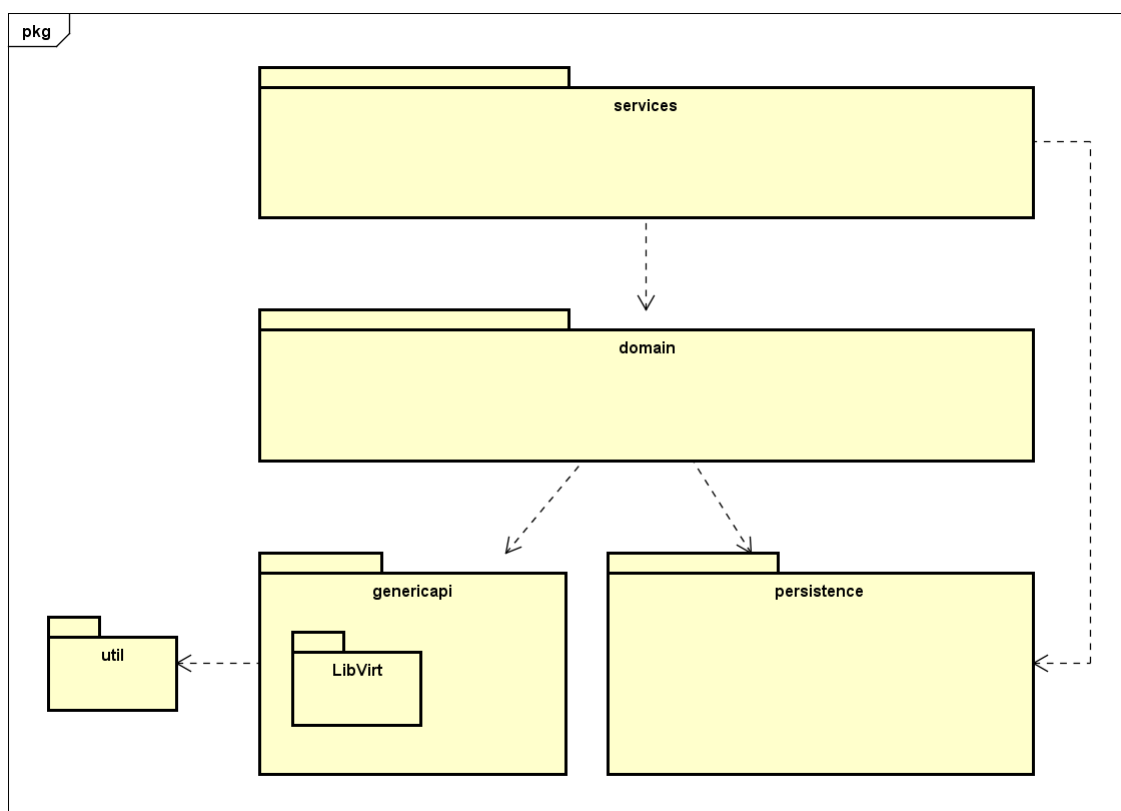 pkg
services
domain
genericapi
persistence
util
LibVirt